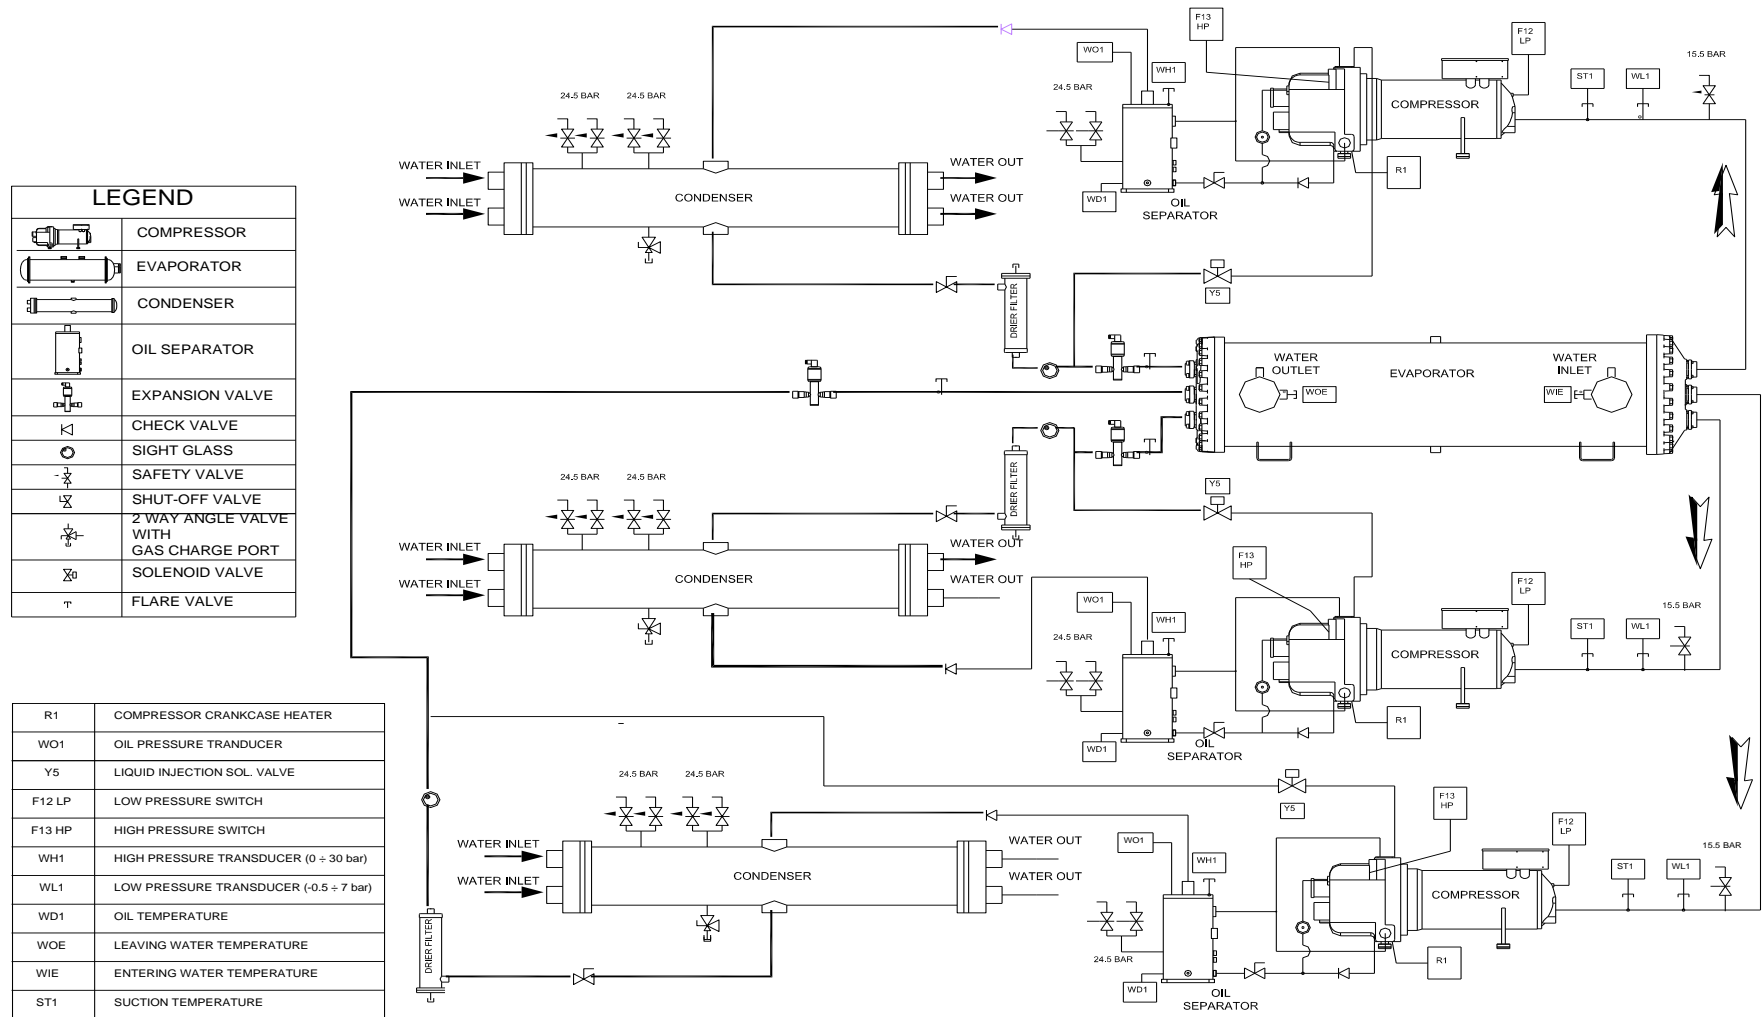 LEGEND
COMPRESSOR
EVAPORATOR
CONDENSER
OIL SEPARATOR
EXPANSION VALVE
CHECK VALVE
SIGHT GLASS
SAFETY VALVE
SHUT-OFF VALVE
2 WAY ANGLE VALVE
WITH
GAS CHARGE PORT
SOLENOID VALVE
FLARE VALVE
R1 COMPRESSOR CRANKCASE HEATER
WO1 OIL PRESSURE TRANDUCER
Y5 LIQUID INJECTION SOL. VALVE
F12 LP LOW PRESSURE SWITCH
F13 HP HIGH PRESSURE SWITCH
WH1 HIGH PRESSURE TRANSDUCER (0 ÷ 30 bar)
WL1 LOW PRESSURE TRANSDUCER (-0.5 ÷ 7 bar)
WD1 OIL TEMPERATURE
WOE LEAVING WATER TEMPERATURE
WIE ENTERING WATER TEMPERATURE
ST1 SUCTION TEMPERATURE
24.5 BAR 24.5 BAR
WATER INLET
WATER INLET
CONDENSER
WATER OUT
WATER OUT
WO1
WH1
24.5 BAR
WD1
OIL
SEPARATOR
F13
HP
F12
LP
COMPRESSOR
R1
ST1
WL1
15.5 BAR
DRIER FILTER
Y5
WATER
OUTLET
WOE
EVAPORATOR
WATER
INLET
WIE
DRIER FILTER
Y5
24.5 BAR 24.5 BAR
WATER INLET
WATER INLET
CONDENSER
WATER OUT
WATER OUT
WO1
WH1
24.5 BAR
WD1
OIL
SEPARATOR
F13
HP
F12
LP
COMPRESSOR
R1
ST1
WL1
15.5 BAR
24.5 BAR 24.5 BAR
WATER INLET
WATER INLET
CONDENSER
WATER OUT
WATER OUT
DRIER FILTER
Y5
WO1
WH1
24.5 BAR
WD1
OIL
SEPARATOR
F13
HP
F12
LP
COMPRESSOR
R1
ST1
WL1
15.5 BAR